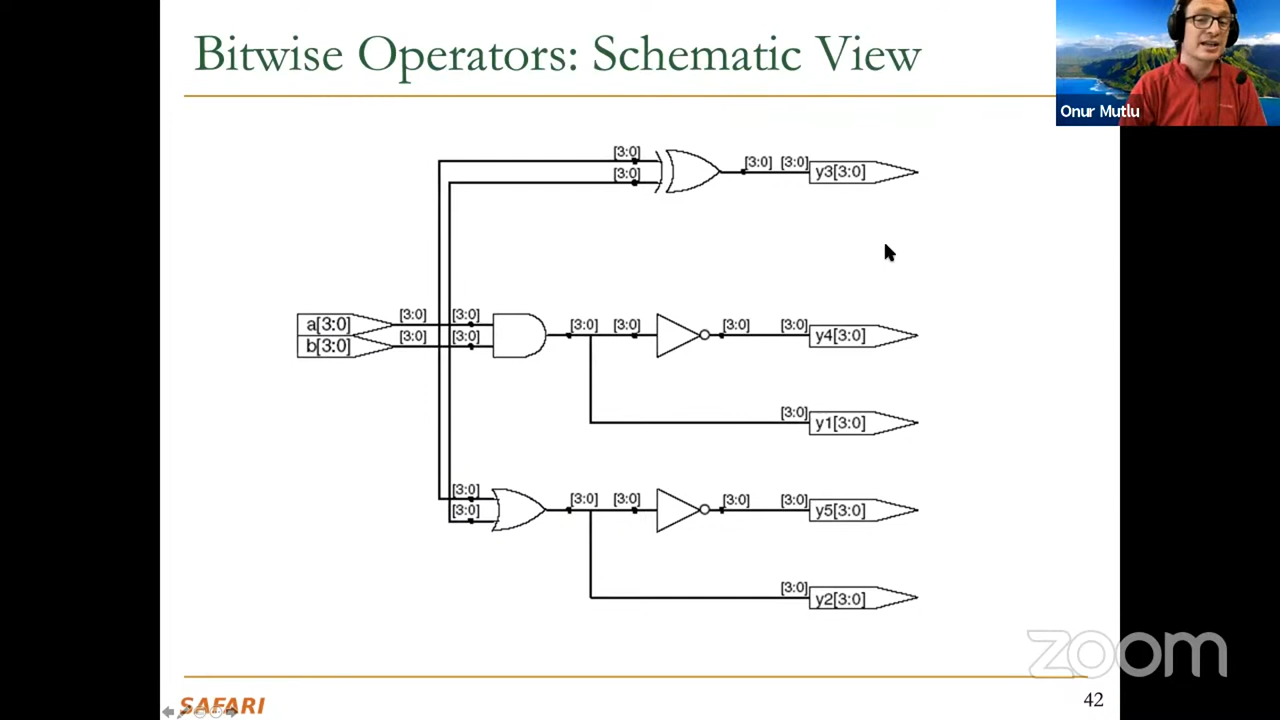 Bitwise Operators: Schematic View
Onur Mutlu
[3:0]
[3:0]
[3:0] [3:0]
y3[3:0]
a[3:0]
b[3:0]
[3:0]
[3:0]
[3:0]
[3:0]
[3:0] [3:0]
[3:0] [3:0]
y4[3:0]
[3:0]
y1[3:0]
[3:0]
[3:0]
[3:0] [3:0]
[3:0] [3:0]
y5[3:0]
[3:0]
y2[3:0]
zoom
SAFARI
42